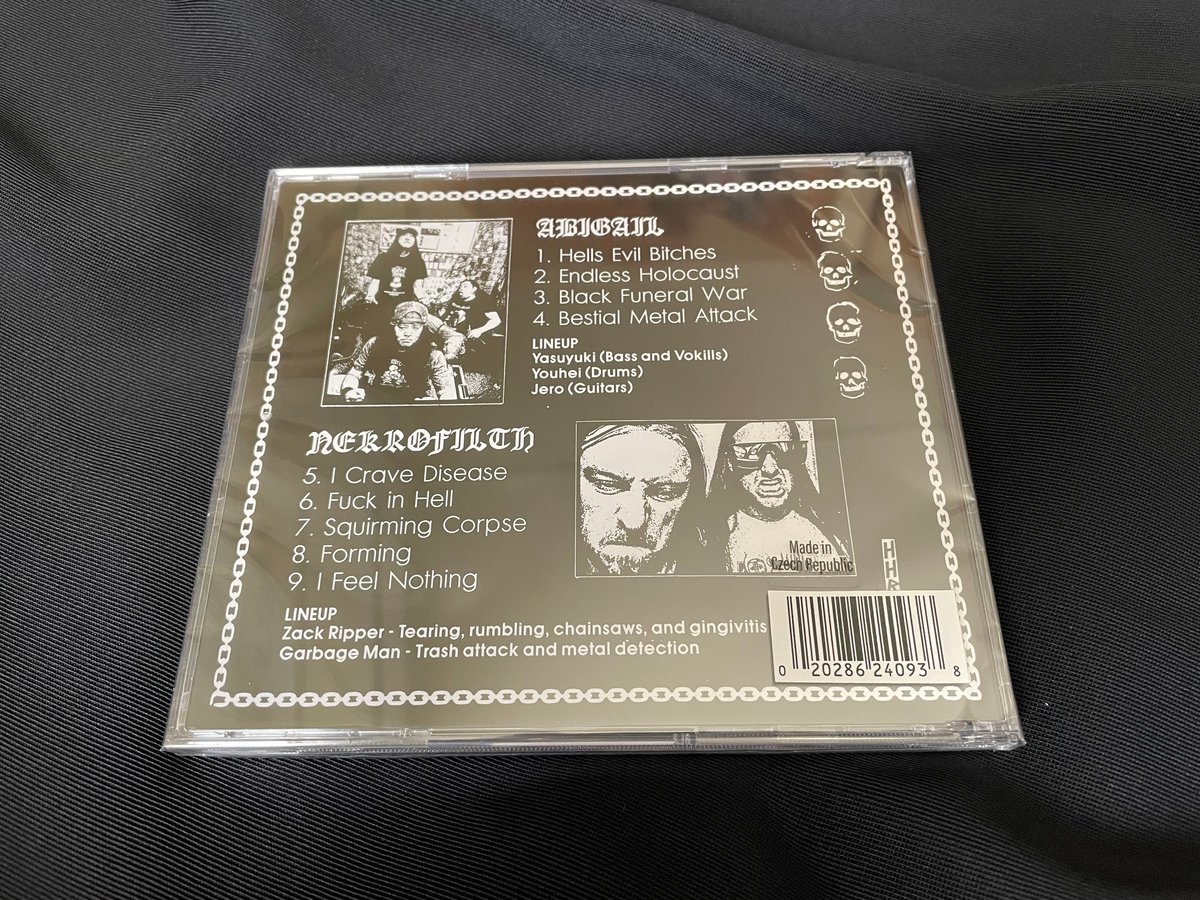 ABIGAIL
1. Hells Evil Bitches
2. Endless Holocaust
3. Black Funeral War
4. Bestial Metal Attack
LINEUP
Yasuyuki (Bass and Vokills)
Youhei (Drums)
Jero (Guitars)
NEKROFILTH
5. I Crave Disease
6. Fuck in Hell
7. Squirming Corpse
8. Forming
9. I Feel Nothing
LINEUP
Zack Ripper - Tearing, rumbling, chainsaws, and gingivitis
Garbage Man - Trash attack and metal detection
Made in
Czech Republic
0 20286 24093 8